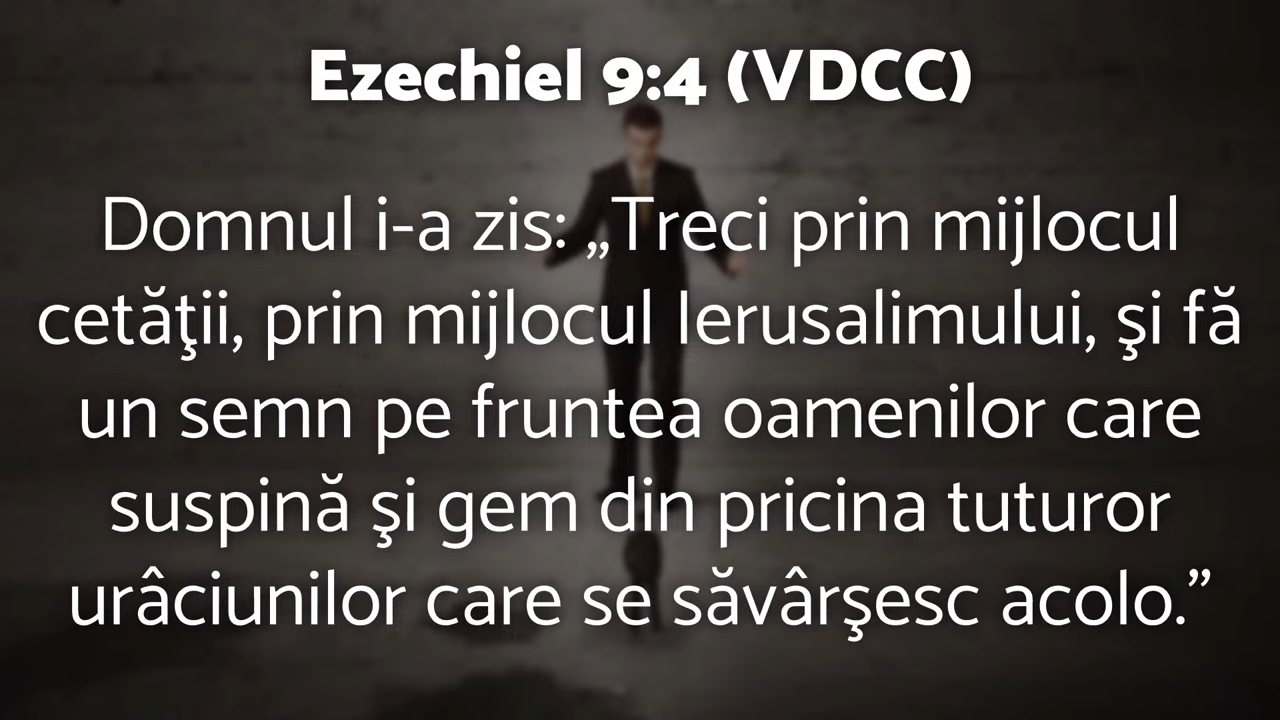 Ezechiel 9:4 (VDCC)
Domnul i-a zis: „Treci prin mijlocul
cetăţii, prin mijlocul Ierusalimului, şi fă
un semn pe fruntea oamenilor care
suspină şi gem din pricina tuturor
urâciunilor care se săvârşesc acolo.”